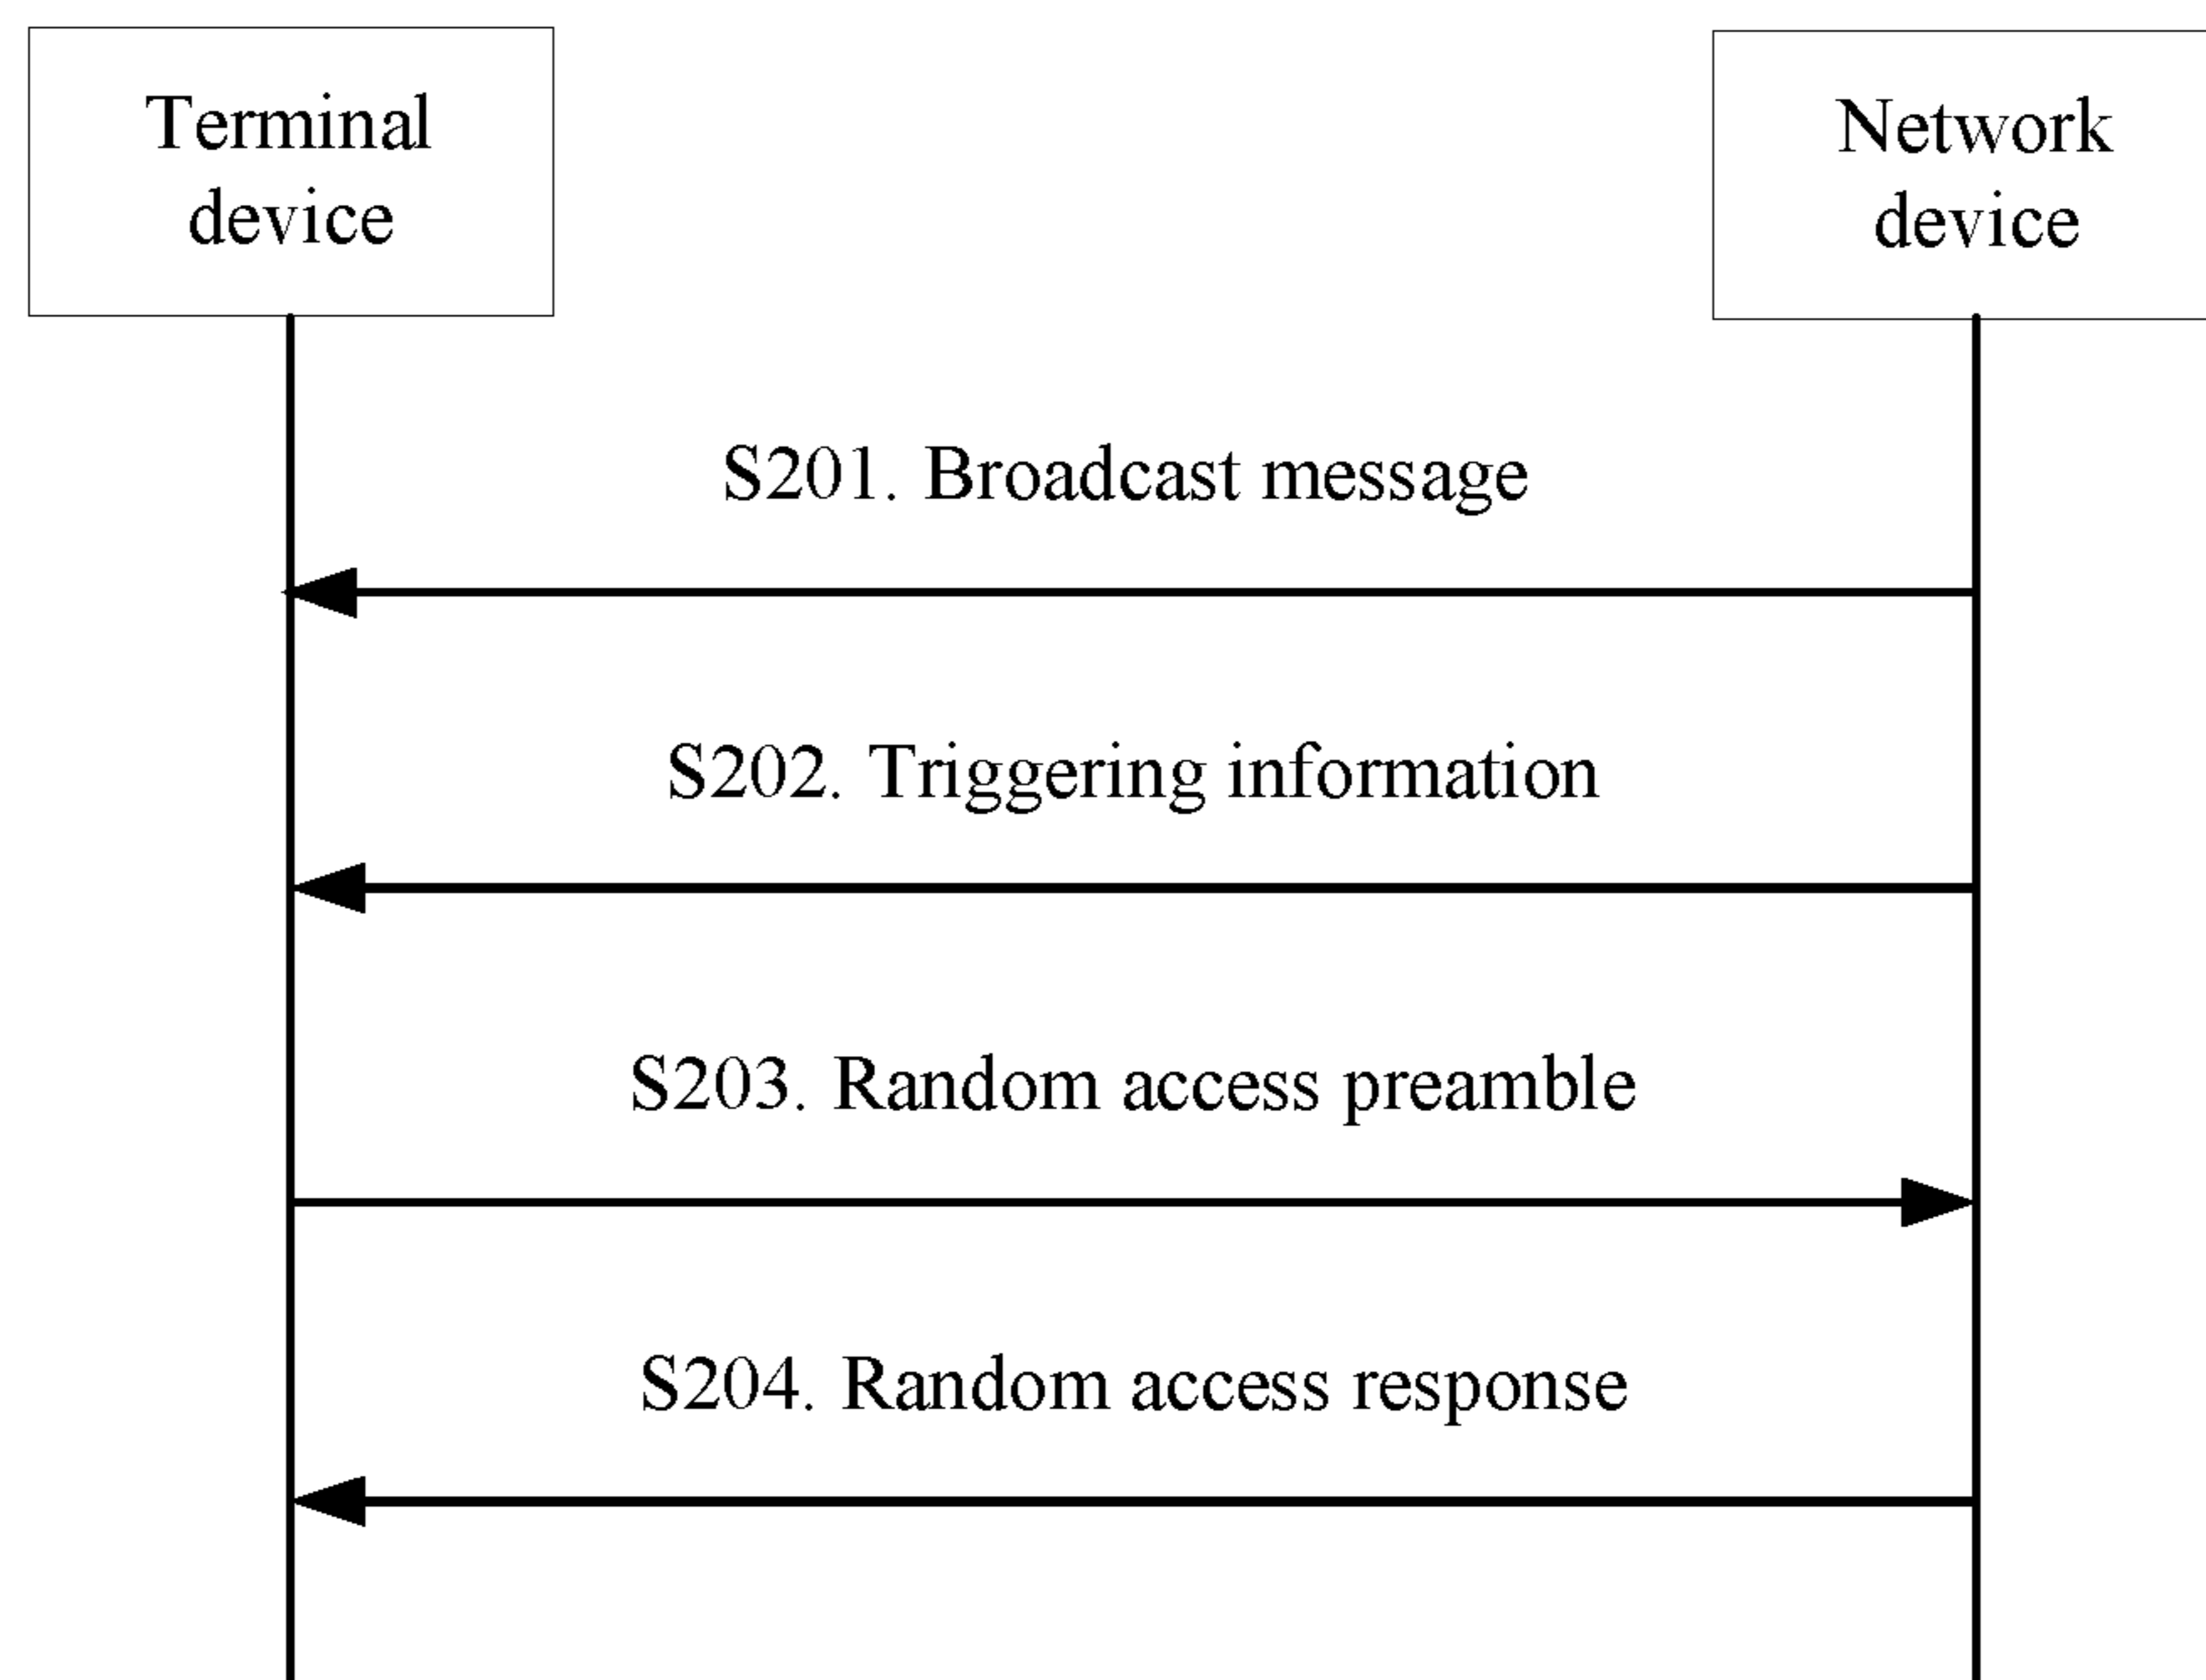 Terminal
device
Network
device
S201. Broadcast message
S202. Triggering information
S203. Random access preamble
S204. Random access response